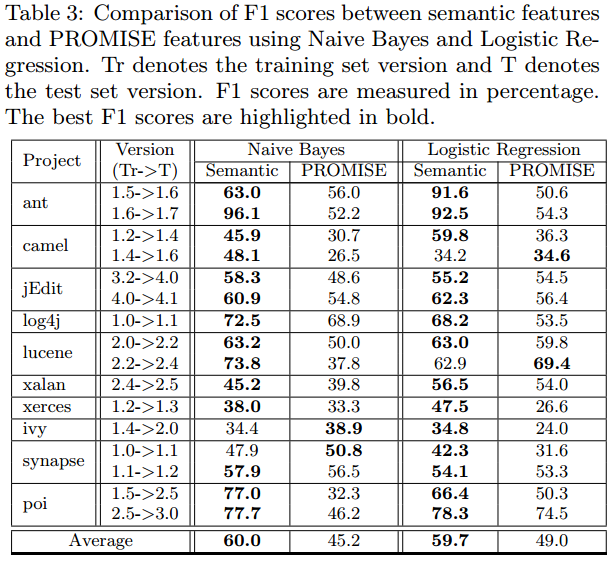 Table 3: Comparison of F1 scores between semantic features
and PROMISE features using Naive Bayes and Logistic Re-
gression. Tr denotes the training set version and T denotes
the test set version. F1 scores are measured in percentage.
The best F1 scores are highlighted in bold.
Project Version Naive Bayes Logistic Regression
(Tr->T) Semantic PROMISE Semantic PROMISE
ant 1.5->1.6 63.0 56.0 91.6 50.6
1.6->1.7 96.1 52.2 92.5 54.3
camel 1.2->1.4 45.9 30.7 59.8 36.3
1.4->1.6 48.1 26.5 34.2 34.6
jEdit 3.2->4.0 58.3 48.6 55.2 54.5
4.0->4.1 60.9 54.8 62.3 56.4
log4j 1.0->1.1 72.5 68.9 68.2 53.5
lucene 2.0->2.2 63.2 50.0 63.0 59.8
2.2->2.4 73.8 37.8 62.9 69.4
xalan 2.4->2.5 45.2 39.8 56.5 54.0
xerces 1.2->1.3 38.0 33.3 47.5 26.6
ivy 1.4->2.0 34.4 38.9 34.8 24.0
synapse 1.0->1.1 47.9 50.8 42.3 31.6
1.1->1.2 57.9 56.5 54.1 53.3
poi 1.5->2.5 77.0 32.3 66.4 50.3
2.5->3.0 77.7 46.2 78.3 74.5
Average 60.0 45.2 59.7 49.0